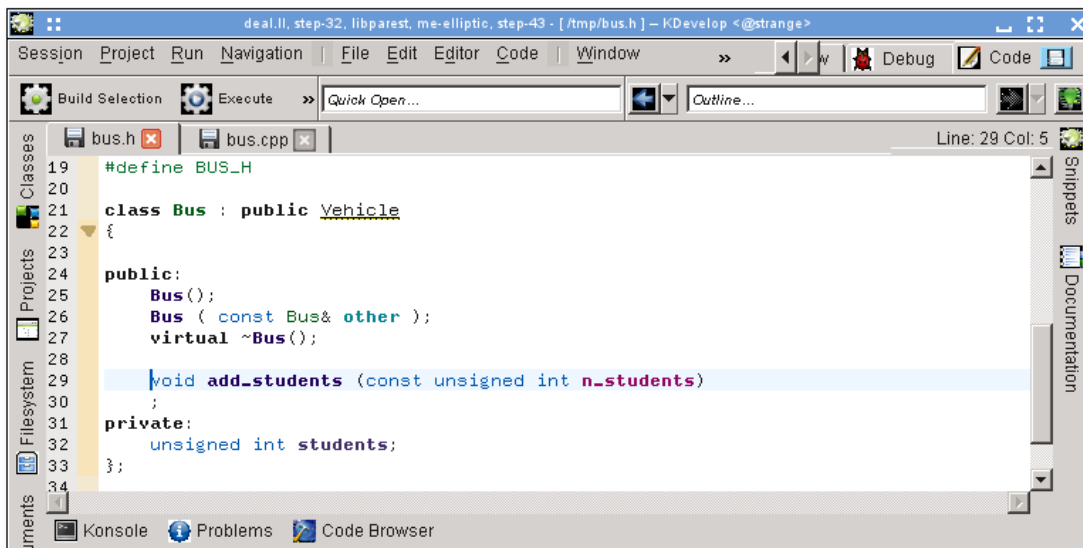 deal.II, step-32, libparest, me-elliptic, step-43 - [ /tmp/bus.h ] – KDevelop <@strange>
Session Project Run Navigation | File Edit Editor Code | Window » Debug Code
Build Selection Execute » Quick Open... Outline...
bus.h bus.cpp Line: 29 Col: 5
Classes
Projects
Filesystem
uments
19 #define BUS_H
20
21 class Bus : public Vehicle
22 {
23
24 public:
25 Bus();
26 Bus ( const Bus& other );
27 virtual ~Bus();
28
29 void add_students (const unsigned int n_students)
30 ;
31 private:
32 unsigned int students;
33 };
34
Snippets
Documentation
Konsole Problems Code Browser